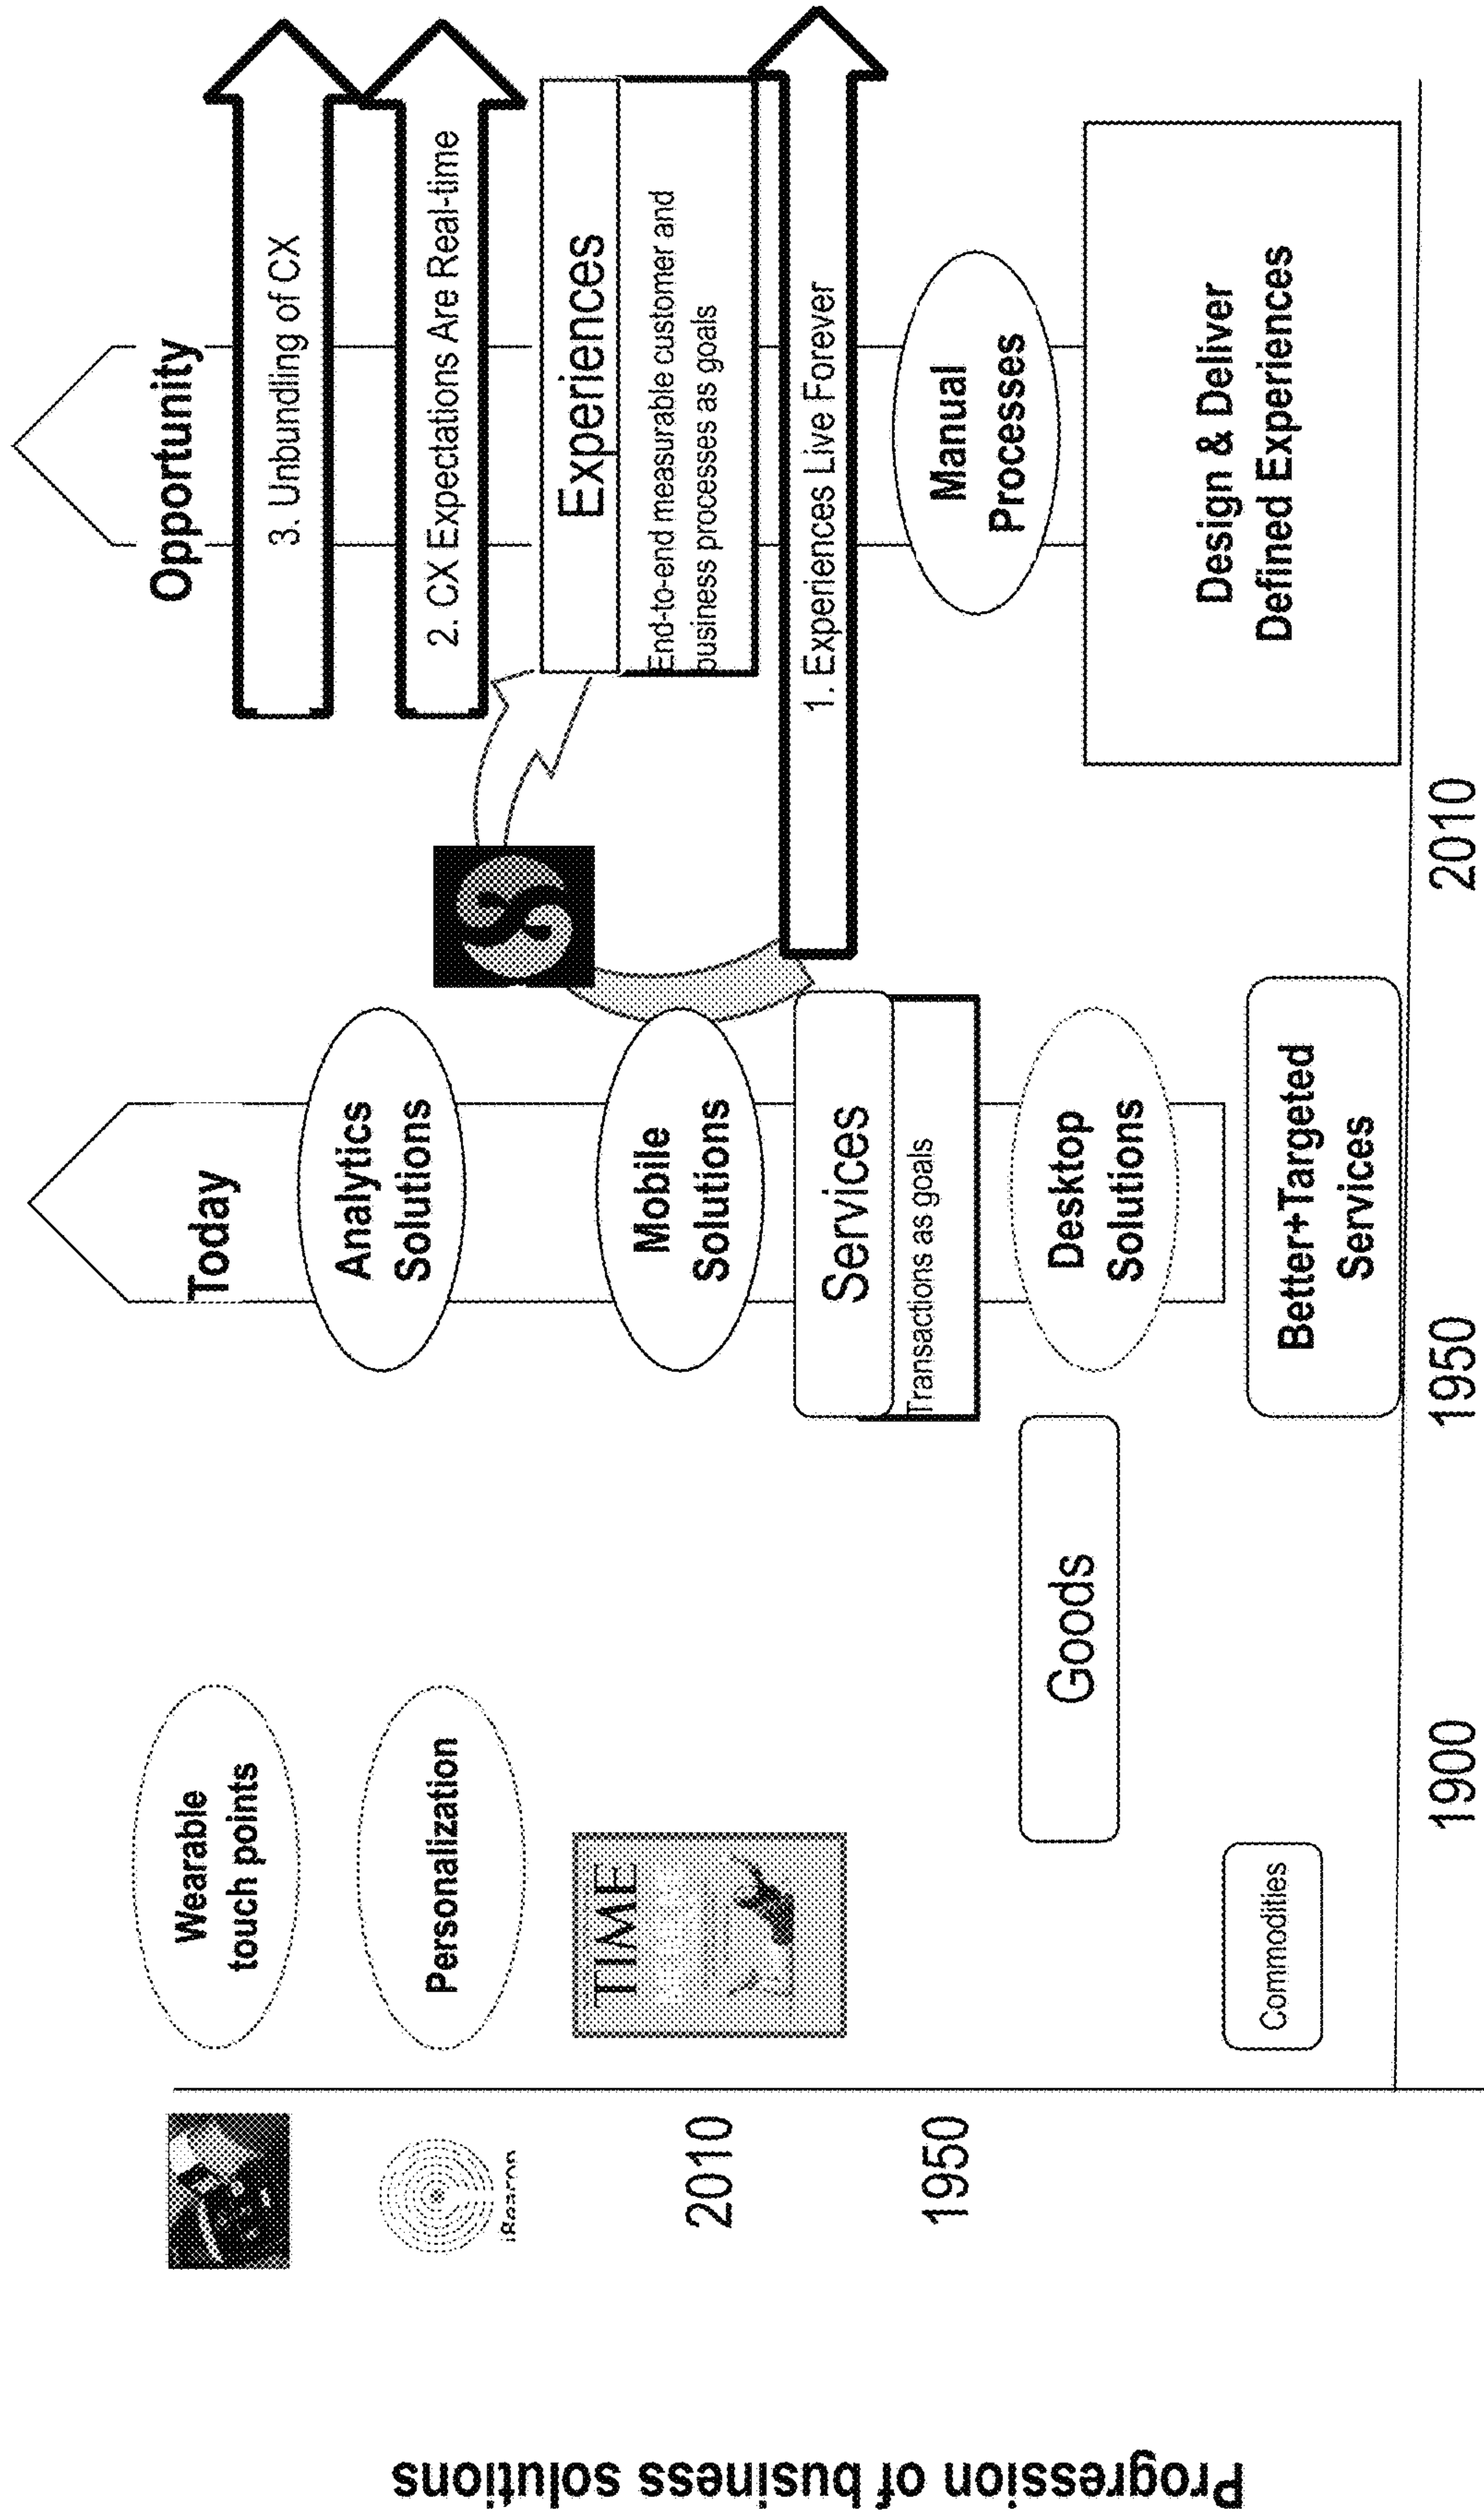 Opportunity
3. Unbundling of CX
2. CX Expectations Are Real-time
Experiences
End-to-end measurable customer and
business processes as goals
1. Experiences Live Forever
Manual
Processes
Design & Deliver
Defined Experiences
Today
Analytics
Solutions
Mobile
Solutions
Services
Transactions as goals
Desktop
Solutions
Better+Targeted
Services
Goods
Wearable
touch points
Personalization
TIME
Commodities
iBeacon
2010
1950
1900
1950
2010
Progression of business solutions